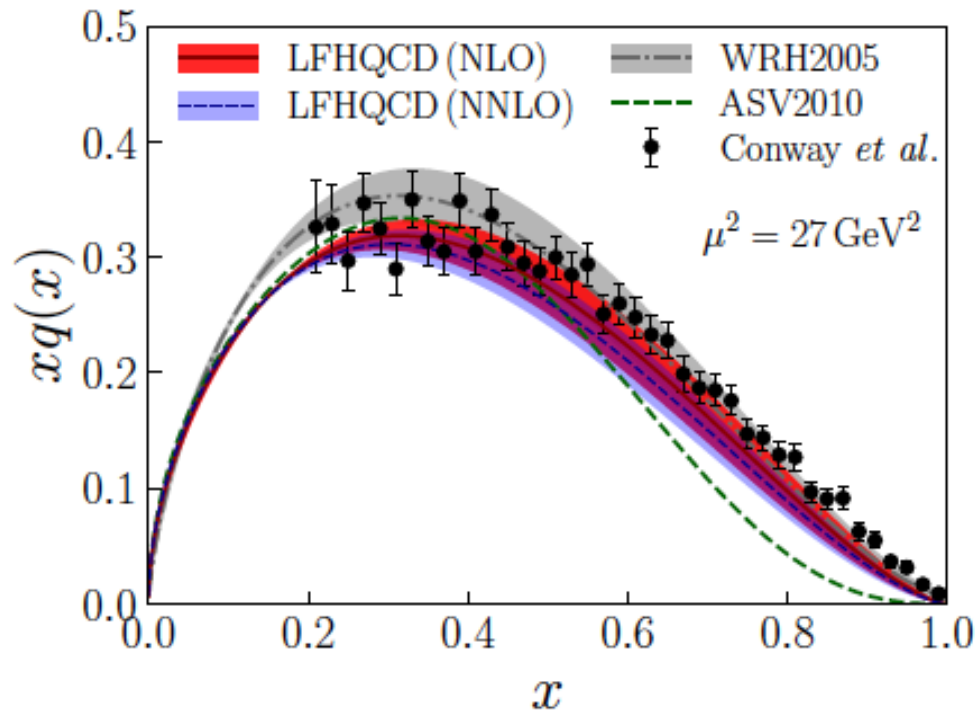 0.5
0.4
0.3
0.2
0.1
0.0
xq(x)
LFHQCD (NLO)
LFHQCD (NNLO)
WRH2005
ASV2010
Conway et al.
μ² = 27 GeV²
0.0 0.2 0.4 0.6 0.8 1.0
x